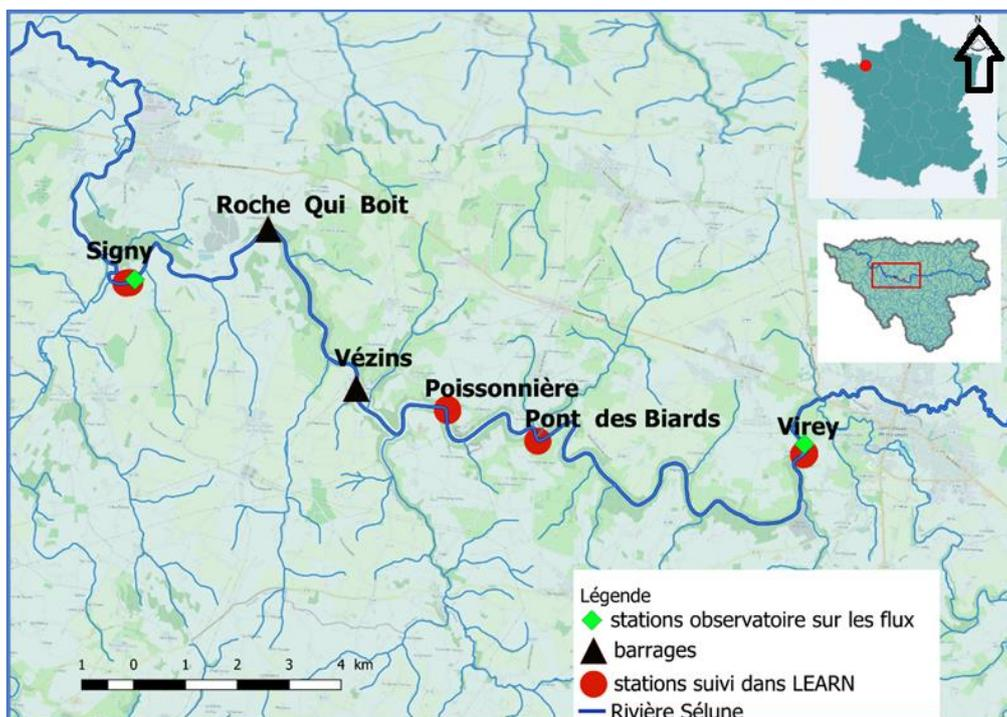 N
Roche Qui Boit
Signy
Vézins
Poissonnière
Pont des Biards
Virey
Légende
stations observatoire sur les flux
barrages
stations suivi dans LEARN
Rivière Sélune
1 0 1 2 3 4 km